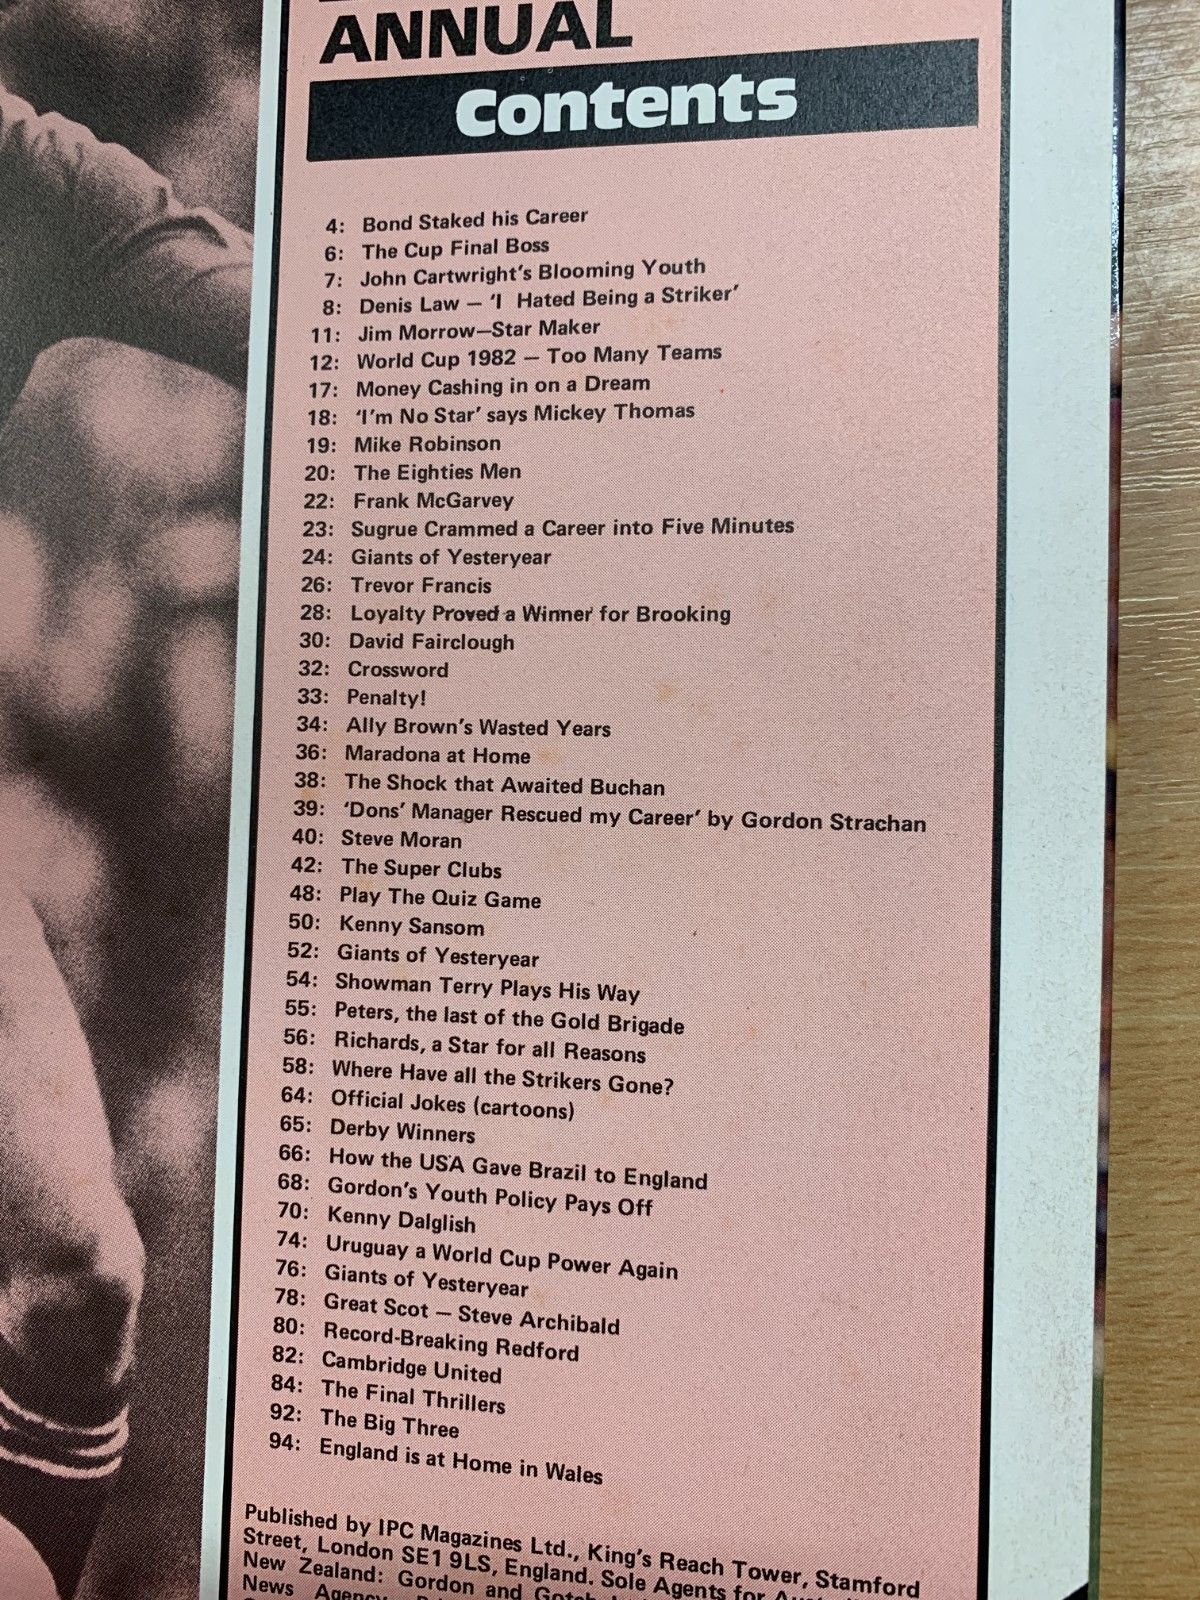 ANNUAL
Contents
4: Bond Staked his Career
6: The Cup Final Boss
7: John Cartwright's Blooming Youth
8: Denis Law — 'I Hated Being a Striker'
11: Jim Morrow—Star Maker
12: World Cup 1982 — Too Many Teams
17: Money Cashing in on a Dream
18: 'I'm No Star' says Mickey Thomas
19: Mike Robinson
20: The Eighties Men
22: Frank McGarvey
23: Sugrue Crammed a Career into Five Minutes
24: Giants of Yesteryear
26: Trevor Francis
28: Loyalty Proved a Winner for Brooking
30: David Fairclough
32: Crossword
33: Penalty!
34: Ally Brown's Wasted Years
36: Maradona at Home
38: The Shock that Awaited Buchan
39: 'Dons' Manager Rescued my Career' by Gordon Strachan
40: Steve Moran
42: The Super Clubs
48: Play The Quiz Game
50: Kenny Sansom
52: Giants of Yesteryear
54: Showman Terry Plays His Way
55: Peters, the last of the Gold Brigade
56: Richards, a Star for all Reasons
58: Where Have all the Strikers Gone?
64: Official Jokes (cartoons)
65: Derby Winners
66: How the USA Gave Brazil to England
68: Gordon's Youth Policy Pays Off
70: Kenny Dalglish
74: Uruguay a World Cup Power Again
76: Giants of Yesteryear
78: Great Scot — Steve Archibald
80: Record-Breaking Redford
82: Cambridge United
84: The Final Thrillers
92: The Big Three
94: England is at Home in Wales
Published by IPC Magazines Ltd., King's Reach Tower, Stamford
Street, London SE1 9LS, England. Sole Agents for
New Zealand: Gordon and
News Agency